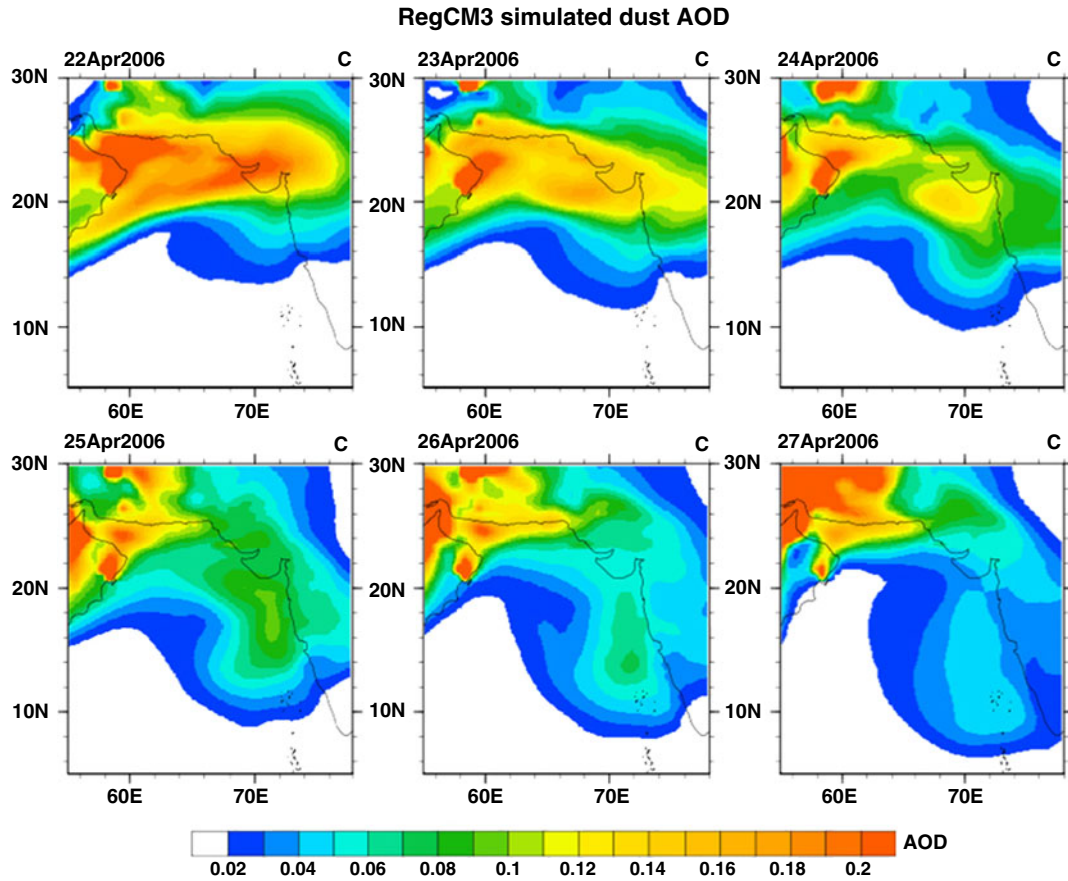 RegCM3 simulated dust AOD
22Apr2006 C 23Apr2006 C 24Apr2006 C
30N 30N 30N
20N 20N 20N
10N 10N 10N
60E 70E 60E 70E 60E 70E
25Apr2006 C 26Apr2006 C 27Apr2006 C
30N 30N 30N
20N 20N 20N
10N 10N 10N
60E 70E 60E 70E 60E 70E
AOD
0.02 0.04 0.06 0.08 0.1 0.12 0.14 0.16 0.18 0.2